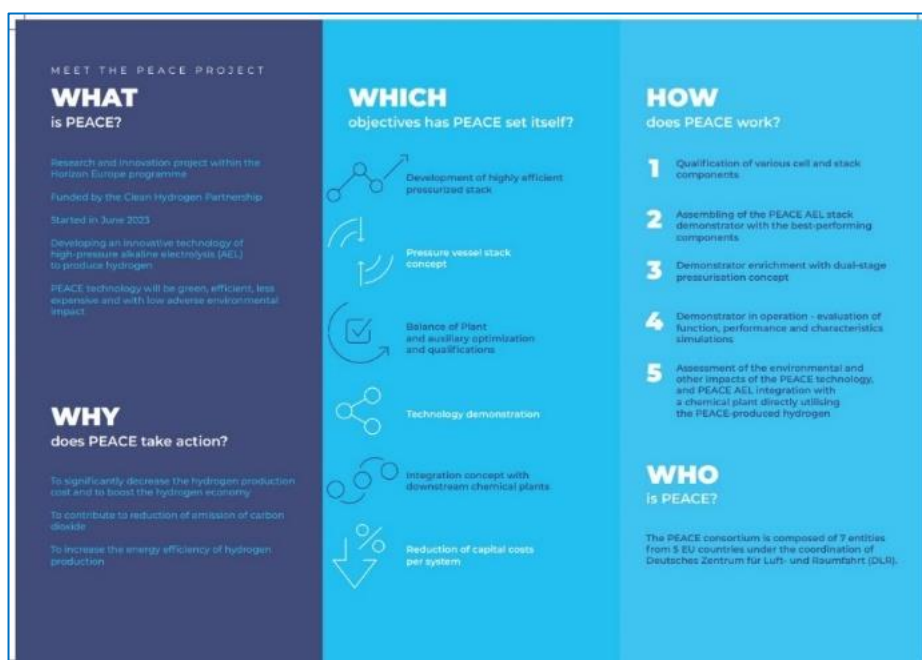 MEET THE PEACE PROJECT
WHAT
is PEACE?
Research and Innovation project within the
Horizon Europe programme
Funded by the Clean Hydrogen Partnership
Started in June 2023
Developing an innovative technology of
high-pressure alkaline electrolysis (AEL)
to produce hydrogen
PEACE technology will be green, efficient, less
expensive and with low adverse environmental
impact
WHY
does PEACE take action?
To significantly decrease the hydrogen production
cost and to boost the hydrogen economy
To contribute to reduction of amission of carbon
dioxide
To increase the energy efficiency of hydrogen
production
WHICH
objectives has PEACE set itself?
Development of highly efficient
pressurized stack
Pressure vessel stack
concept
Balance of Plant
and auxiliary optimization
and qualifications
Technology demonstration
Integration concept with
downstream chemical plants
%
Reduction of capital costs
per system
HOW
does PEACE work?
1 Qualification of various cell and stack
components
2 Assembling of the PEACE AEL stack
demonstrator with the best-performing
components
3 Demonstrator enrichment with dual-stage
pressurisation concept
4 Demonstrator in operation - evaluation of
function, performance and characteristics
simulations
5 Assessment of the environmental and
other impacts of the PEACE technology,
and PEACE AEL integration with
a chemical plant directly utilising
the PEACE-produced hydrogen
WHO
is PEACE?
The PEACE consortium is composed of 7 entities
from 5 EU countries under the coordination of
Deutsches Zentrum für Luft- und Raumfahrt (DLR).